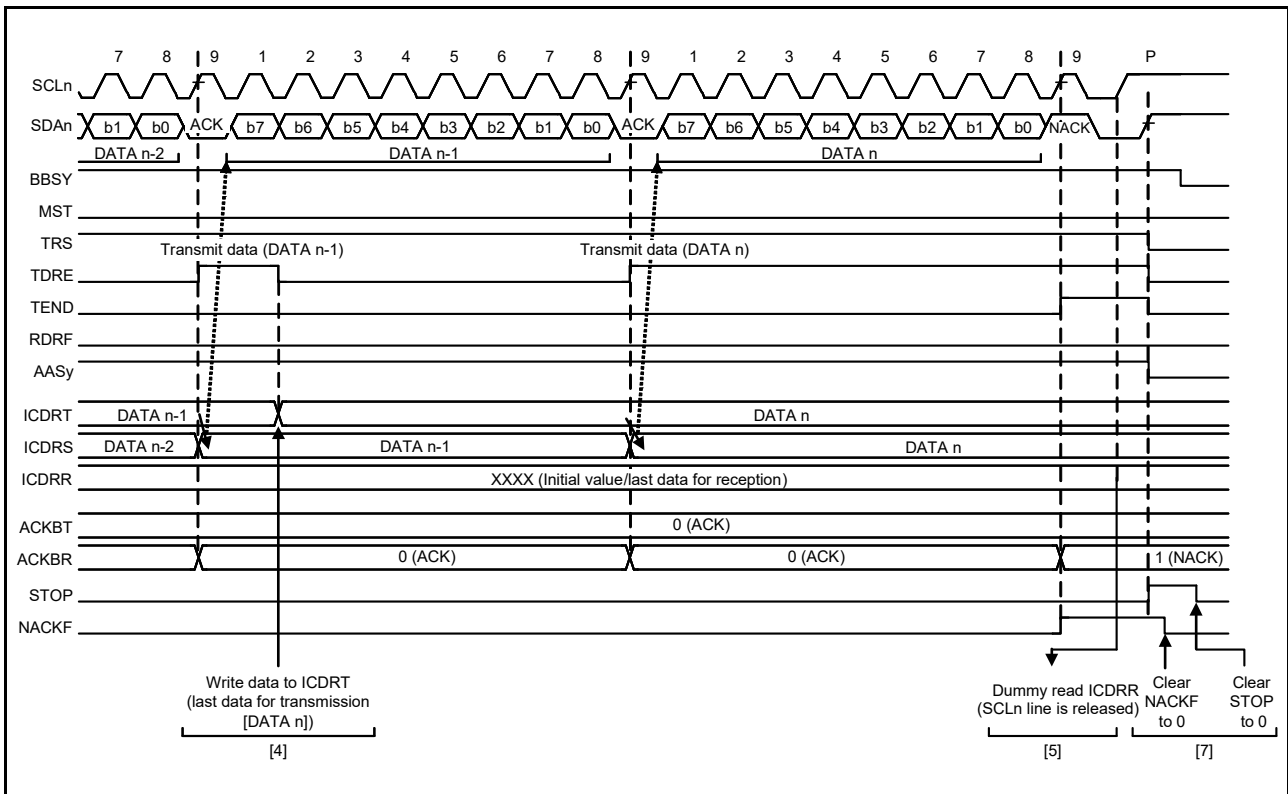 7 8 9 1 2 3 4 5 6 7 8 9 1 2 3 4 5 6 7 8 9 P
SCLn
SDAn b1 b0 ACK b7 b6 b5 b4 b3 b2 b1 b0 ACK b7 b6 b5 b4 b3 b2 b1 b0 NACK
DATA n-2 DATA n-1 DATA n
BBSY
MST
TRS
Transmit data (DATA n-1) Transmit data (DATA n)
TDRE
TEND
RDRF
AASy
ICDRT DATA n-1 DATA n
ICDRS DATA n-2 DATA n-1 DATA n
ICDRR XXXX (Initial value/last data for reception)
ACKBT 0 (ACK)
ACKBR 0 (ACK) 0 (ACK) 1 (NACK)
STOP
NACKF
Write data to ICDRT
(last data for transmission
[DATA n])
[4]
Dummy read ICDRR
(SCLn line is released)
[5]
Clear
NACKF
to 0
Clear
STOP
to 0
[7]